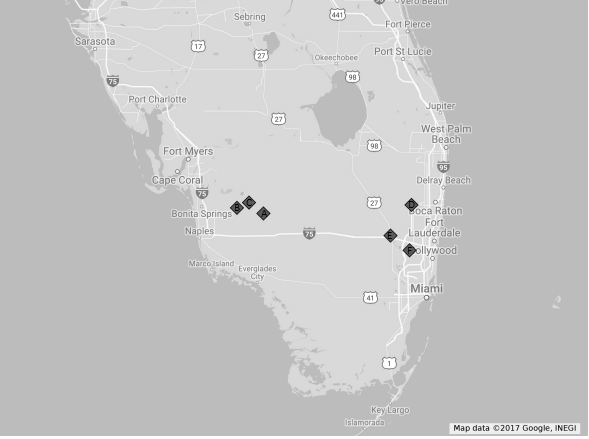 Vero Beach
Sebring
441
Fort Pierce
Sarasota
17
27
Port St Lucie
Okeechobee
98
75
Port Charlotte
Jupiter
27
West Palm
Beach
98
Fort Myers
95
Cape Coral
Delray Beach
75
C
B
A
27
D
Boca Raton
Bonita Springs
Fort
Lauderdale
Naples
75
E
F
Hollywood
Marco Island
Everglades
City
Miami
41
1
Key Largo
Islamorada
Map data ©2017 Google, INEGI